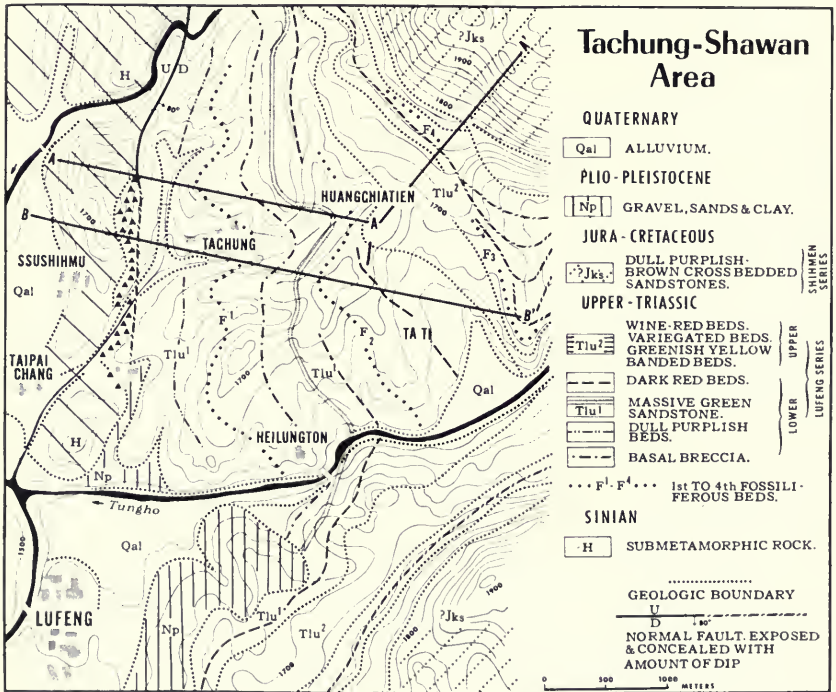 Tachung-Shawan
Area
QUATERNARY
Qal ALLUVIUM.
PLIO-PLEISTOCENE
Np GRAVEL, SANDS & CLAY.
JURA-CRETACEOUS
?Jks DULL PURPLISH-
BROWN CROSS BEDDED
SANDSTONES.
SHIHMEN
SERIES
UPPER-TRIASSIC
Tlu2 WINE-RED BEDS.
VARIEGATED BEDS.
GREENISH YELLOW
BANDED BEDS.
UPPER
DARK RED BEDS.
Tlu1 MASSIVE GREEN
SANDSTONE.
DULL PURPLISH
BEDS.
BASAL BRECCIA.
LOWER
LUFENG SERIES
F1-F4 1st TO 4th FOSSILI-
FEROUS BEDS.
SINIAN
H SUBMETAMORPHIC ROCK.
GEOLOGIC BOUNDARY
U
D 80°
NORMAL FAULT. EXPOSED
& CONCEALED WITH
AMOUNT OF DIP
0 500 1000
METERS
?Jks
1900
1800
H U D
80°
F4
A
HUANGCHIATIEN
Tlu2
1700
A'
B
1700
TACHUNG
F3
SSUSHIHMU
Qal
B'
F1
F2
TA TI
TAIPAI
CHANG
Tlu1
1700
Tlu1
Qal
H
HEILUNGTON
Np
Tungho
Qal
1500
LUFENG
Np
Tlu1
Tlu2
1700
?Jks
1800
1900